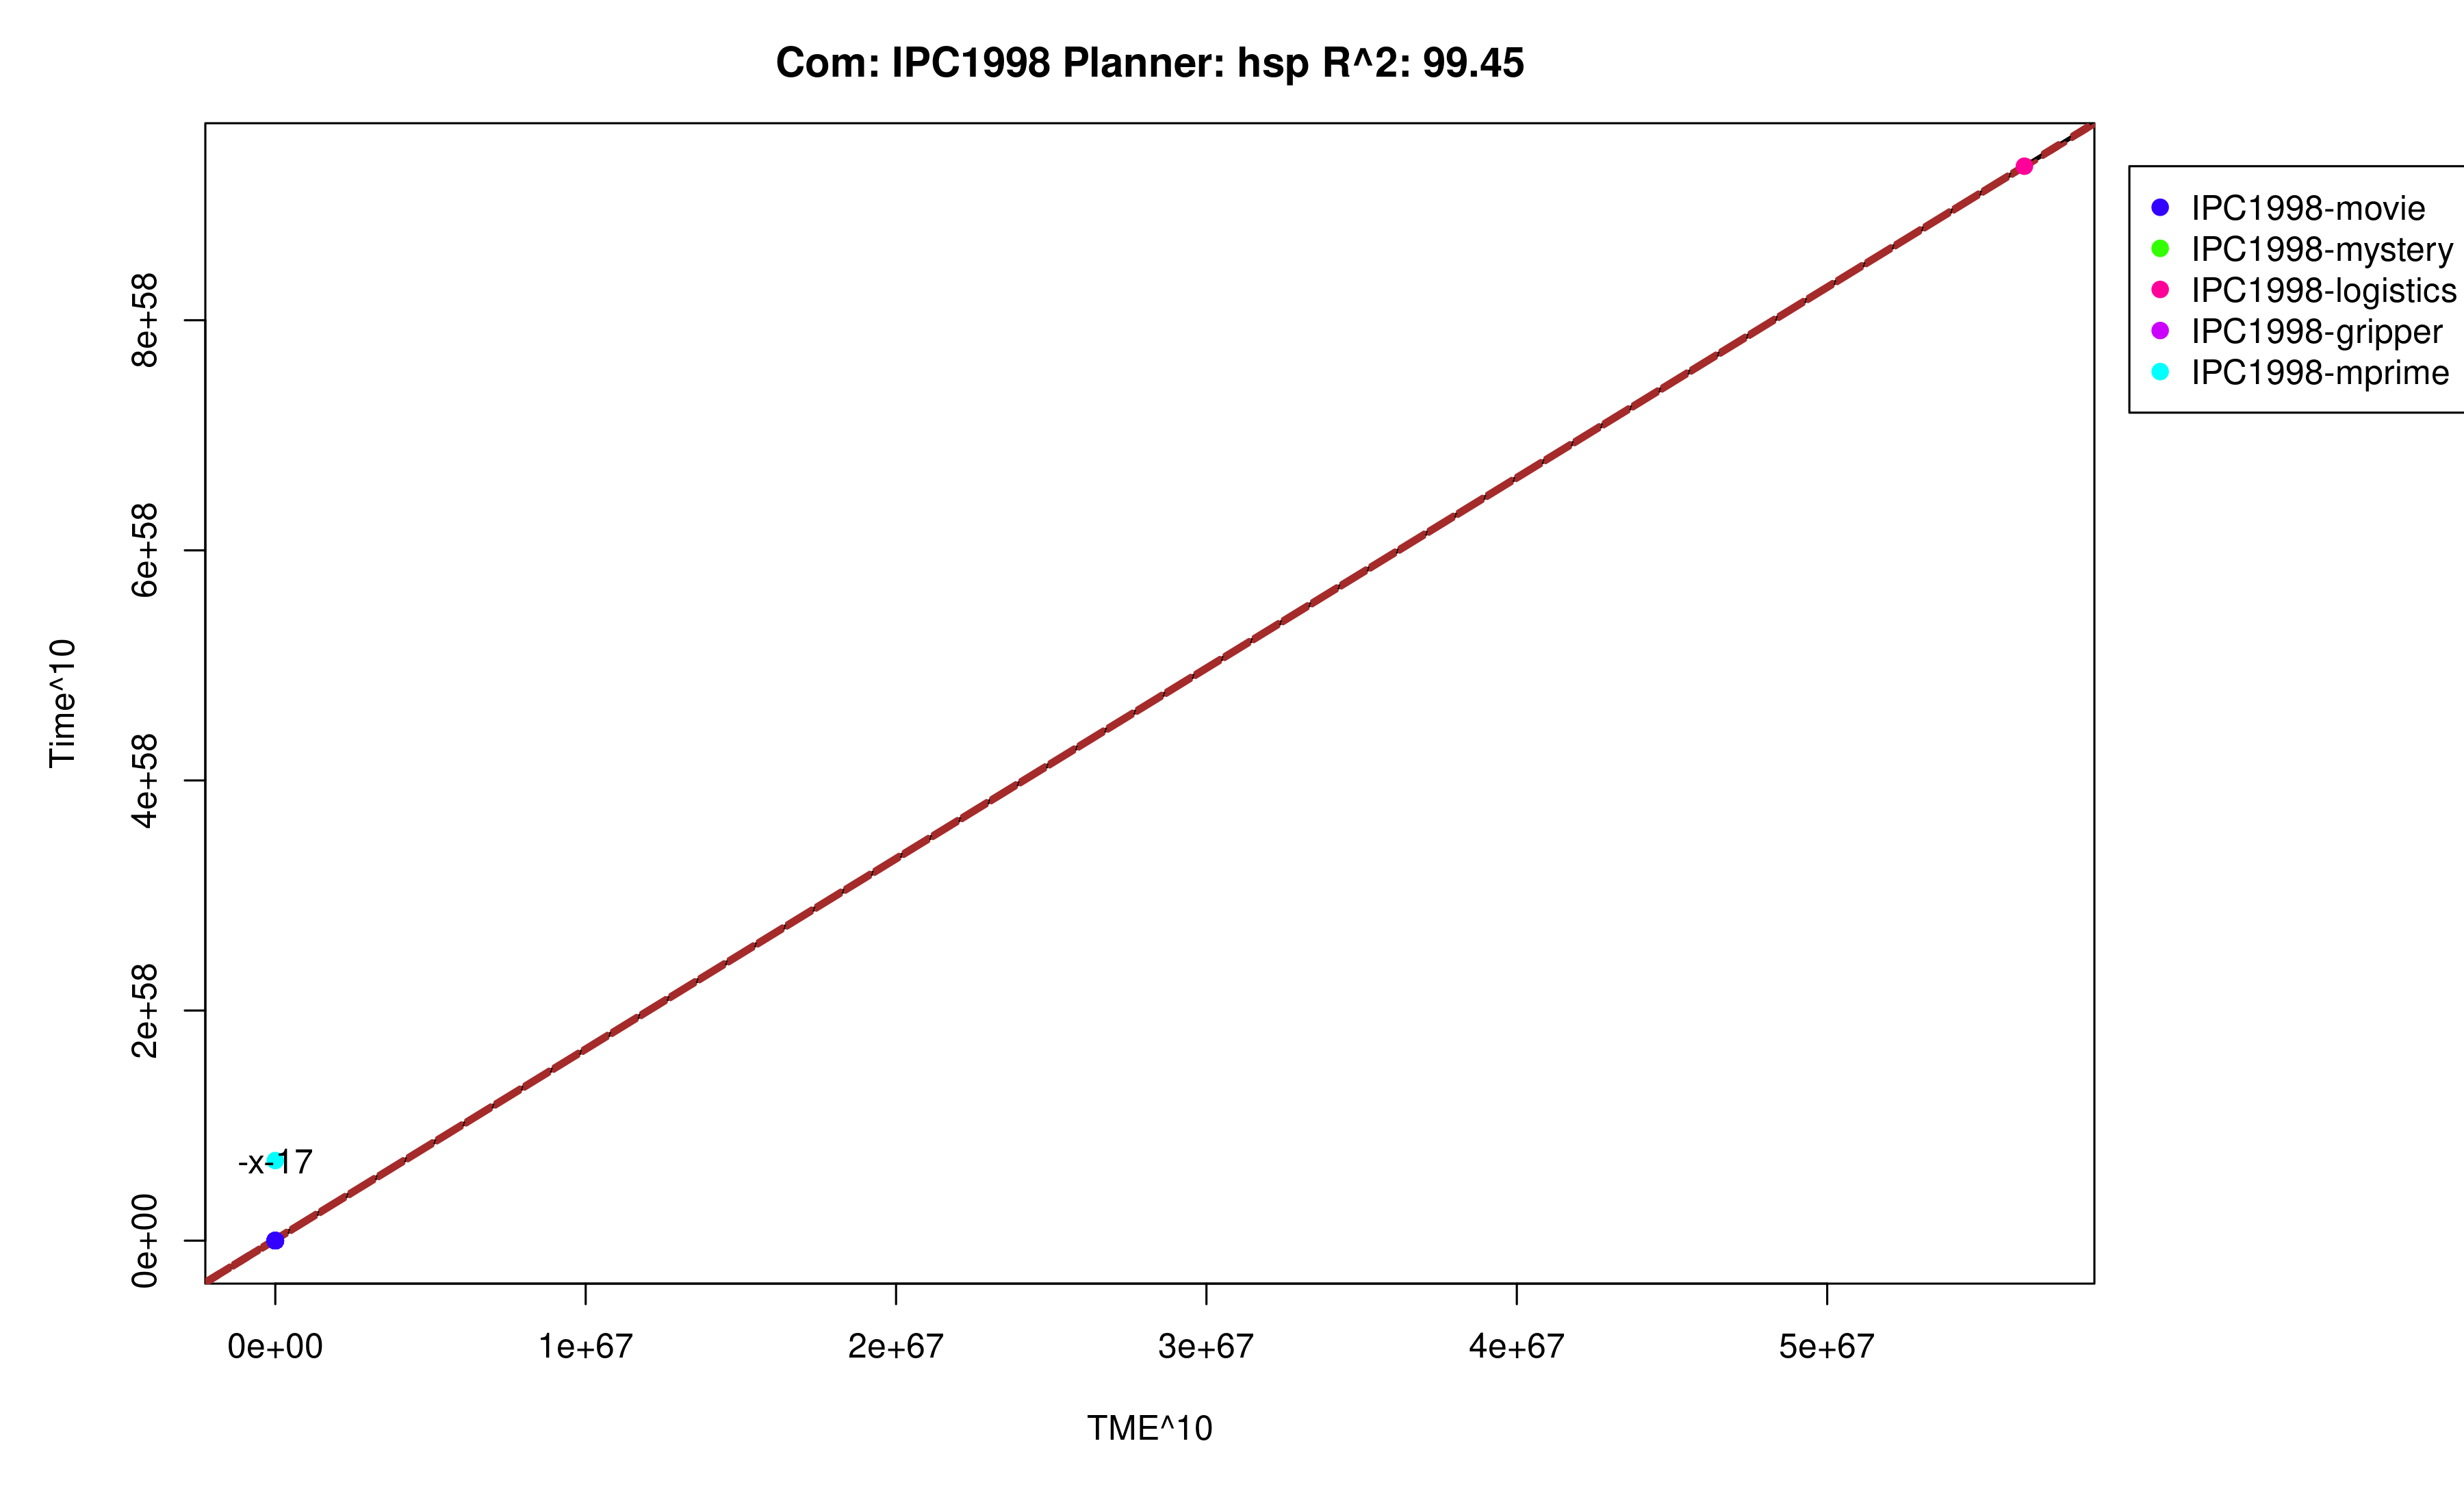 Com: IPC1998 Planner: hsp R^2: 99.45
IPC1998-movie
IPC1998-mystery
IPC1998-logistics
IPC1998-gripper
IPC1998-mprime
Time^10
8e+58
6e+58
4e+58
2e+58
0e+00
-x-17
0e+00 1e+67 2e+67 3e+67 4e+67 5e+67
TME^10